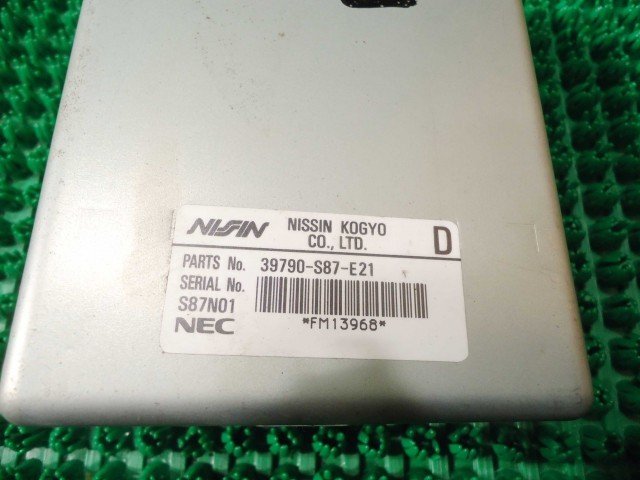 NISSIN NISSIN KOGYO
CO., LTD. D
PARTS No. 39790-S87-E21
SERIAL No.
S87N01
NEC *FM13968*